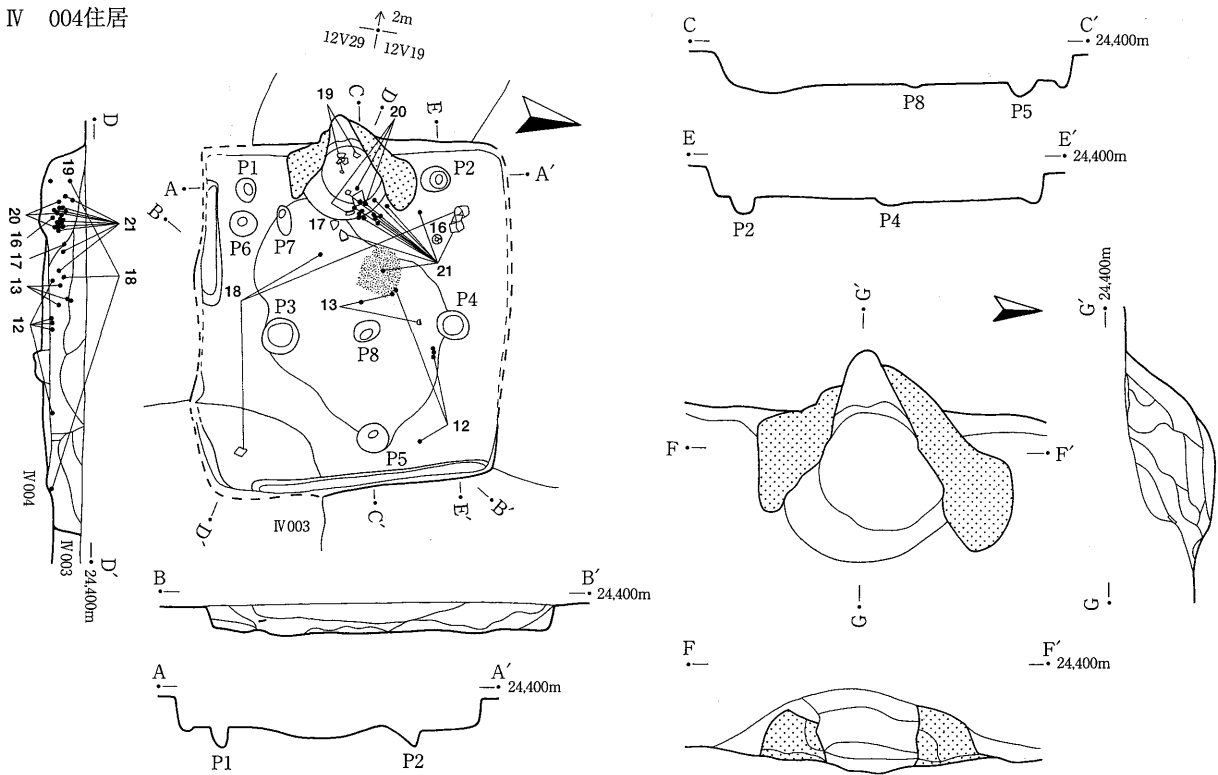 Ⅳ 004住居
2m
12V29 12V19
C
D
E
19
20
P1
P2
A
A′
B
P6
P7
17
16
21
18
13
P3
P4
P8
12
P5
D′
Ⅳ003
C′
E′
B′
D
19
20
21
16
17
18
13
12
Ⅳ004
Ⅳ003
D′
24,400m
B
B′
24,400m
A
A′
24,400m
P1
P2
C
C′
24,400m
P8
P5
E
E′
24,400m
P2
P4
G′
F
F′
G
G′
24,400m
G
F
F′
24,400m